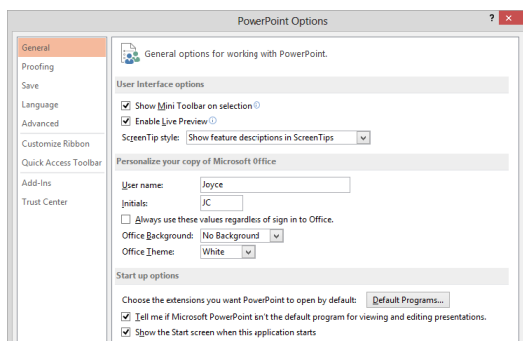 PowerPoint Options
? ×
General
Proofing
Save
Language
Advanced
Customize Ribbon
Quick Access Toolbar
Add-Ins
Trust Center
General options for working with PowerPoint.
User Interface options
Show Mini Toolbar on selection
Enable Live Preview
ScreenTip style: Show feature descriptions in ScreenTips
Personalize your copy of Microsoft Office
User name: Joyce
Initials: JC
Always use these values regardless of sign in to Office.
Office Background: No Background
Office Theme: White
Start up options
Choose the extensions you want PowerPoint to open by default: Default Programs...
Tell me if Microsoft PowerPoint isn't the default program for viewing and editing presentations.
Show the Start screen when this application starts